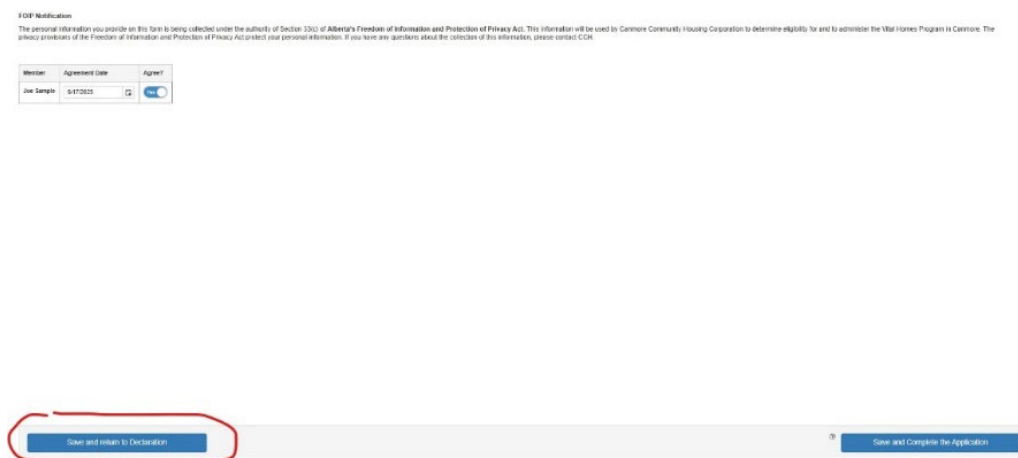 FOIP Notification
The personal information you provide on this form is being collected under the authority of Section 33(c) of Alberta's Freedom of Information and Protection of Privacy Act. This information will be used by Canmore Community Housing Corporation to determine eligibility for and to administer the Vital Homes Program in Canmore. The
privacy provisions of the Freedom of Information and Protection of Privacy Act protect your personal information. If you have any questions about the collection of this information, please contact CCH.
Member Agreement Date Agree?
Joe Sample 6/17/2025 Yes
Save and return to Declaration Save and Complete the Application